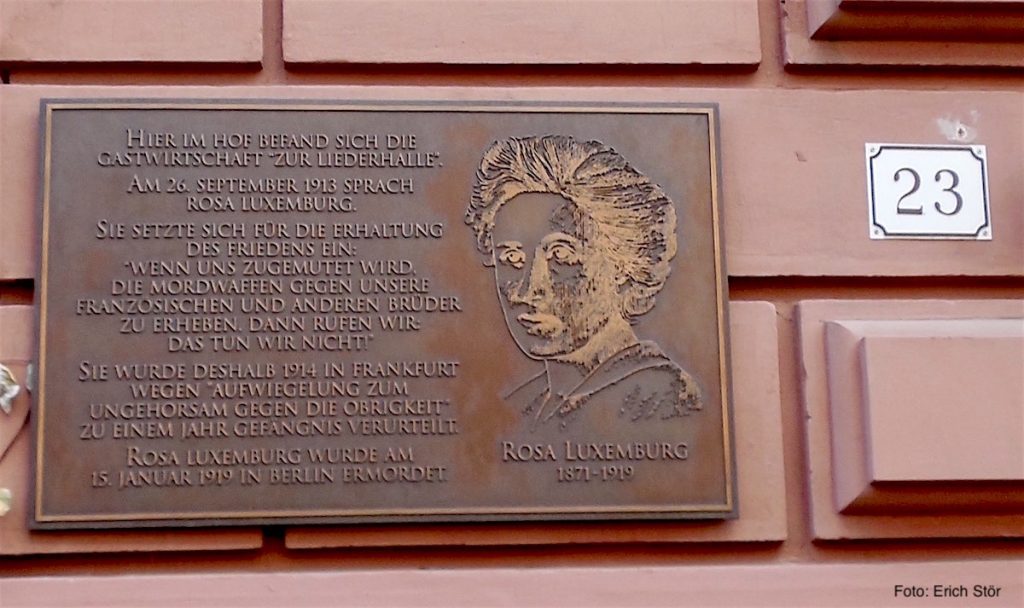 HIER IM HOF BEFAND SICH DIE
GASTWIRTSCHAFT "ZUR LIEDERHALLE".
AM 26. SEPTEMBER 1913 SPRACH
ROSA LUXEMBURG.
SIE SETZTE SICH FÜR DIE ERHALTUNG
DES FRIEDENS EIN:
"WENN UNS ZUGEMUTET WIRD,
DIE MORDWAFFEN GEGEN UNSERE
FRANZÖSISCHEN UND ANDEREN BRÜDER
ZU ERHEBEN, DANN RUFEN WIR:
DAS TUN WIR NICHT!"
SIE WURDE DESHALB 1914 IN FRANKFURT
WEGEN "AUFWIEGELUNG ZUM
UNGEHORSAM GEGEN DIE OBRIGKEIT"
ZU EINEM JAHR GEFÄNGNIS VERURTEILT.
ROSA LUXEMBURG WURDE AM
15. JANUAR 1919 IN BERLIN ERMORDET.
ROSA LUXEMBURG
1871-1919
23
Foto: Erich Stör